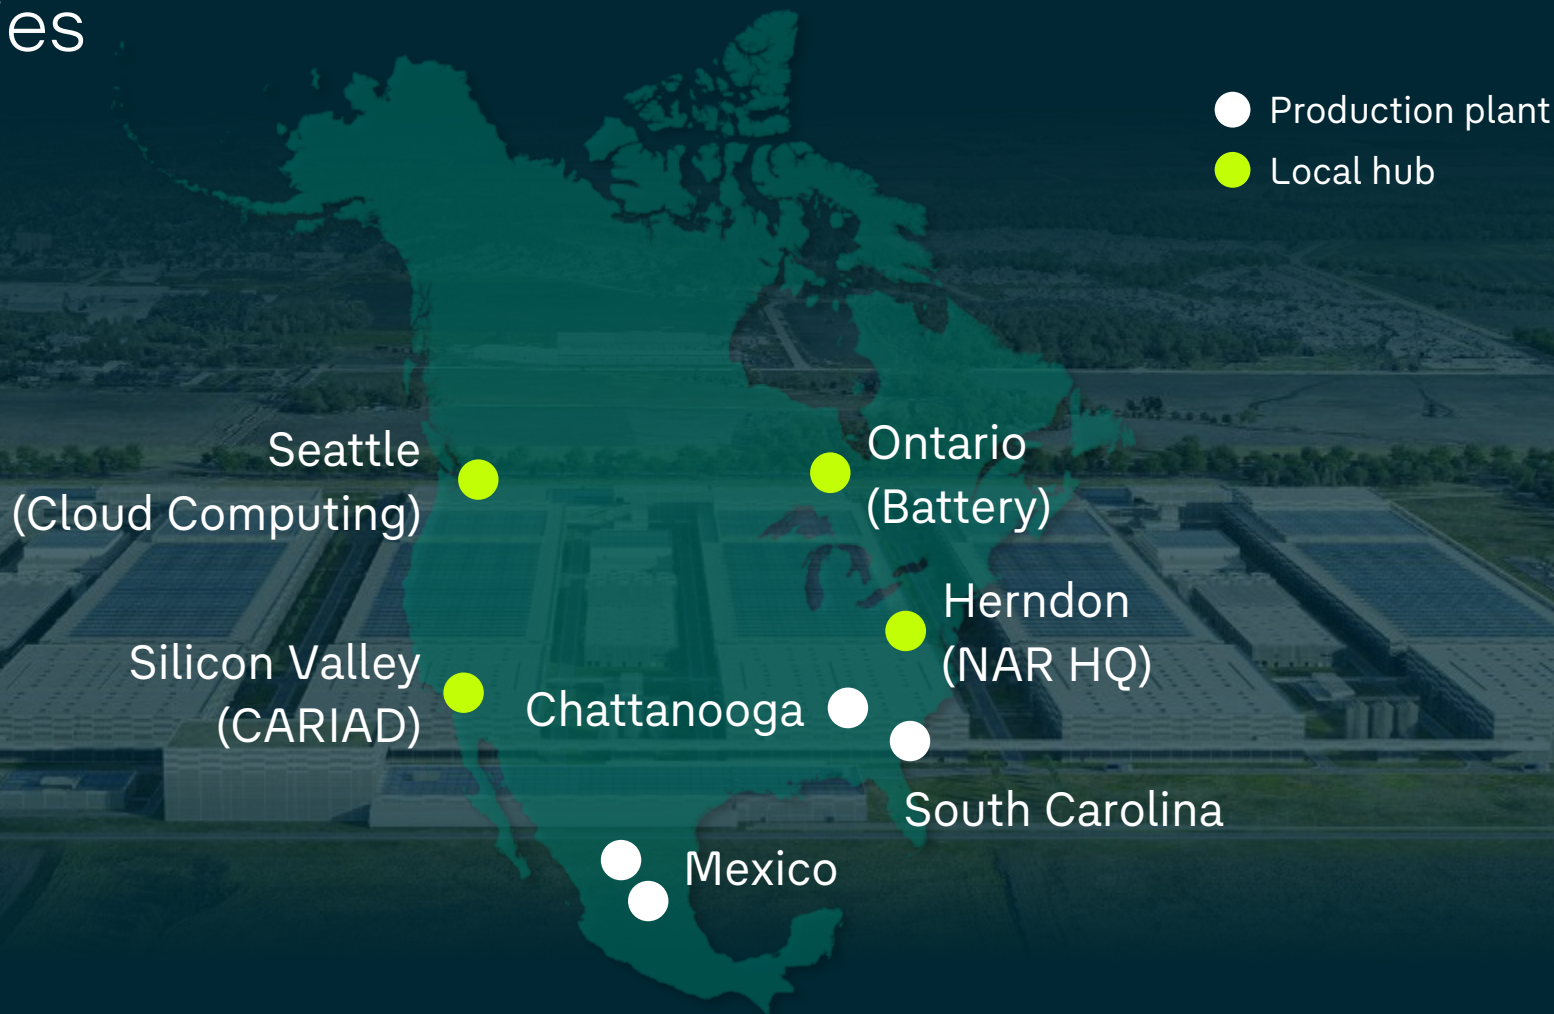 es
Production plant
Local hub
Seattle
(Cloud Computing)
Ontario
(Battery)
Herndon
(NAR HQ)
Silicon Valley
(CARIAD)
Chattanooga
South Carolina
Mexico